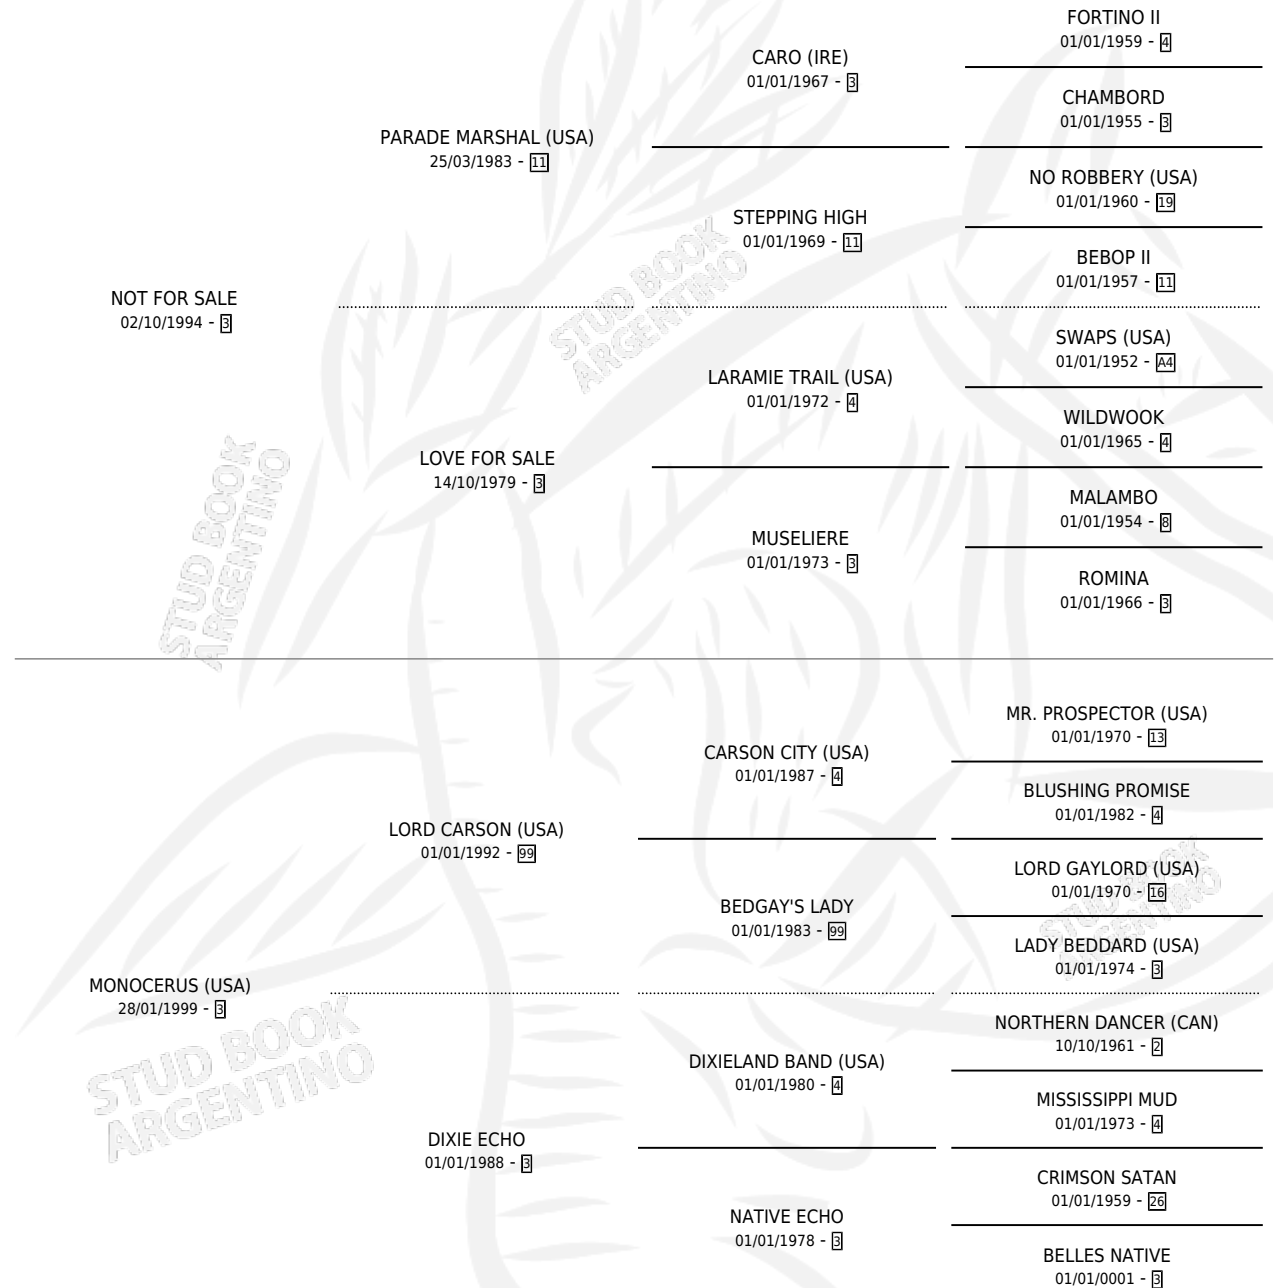 FORTINO II
01/01/1959 - 4
CARO (IRE)
01/01/1967 - 3
CHAMBORD
01/01/1955 - 3
PARADE MARSHAL (USA)
25/03/1983 - 11
NO ROBBERY (USA)
01/01/1960 - 19
STEPPING HIGH
01/01/1969 - 11
BEBOP II
01/01/1957 - 11
NOT FOR SALE
02/10/1994 - 3
STUD BOOK
ARGENTINO
SWAPS (USA)
01/01/1952 - A4
LARAMIE TRAIL (USA)
01/01/1972 - 4
WILDWOOK
01/01/1965 - 4
LOVE FOR SALE
14/10/1979 - 3
MALAMBO
01/01/1954 - 8
MUSELIERE
01/01/1973 - 3
ROMINA
01/01/1966 - 3
STUD BOOK
ARGENTINO
MR. PROSPECTOR (USA)
01/01/1970 - 13
CARSON CITY (USA)
01/01/1987 - 4
BLUSHING PROMISE
01/01/1982 - 4
LORD CARSON (USA)
01/01/1992 - 99
LORD GAYLORD (USA)
01/01/1970 - 16
BEDGAY'S LADY
01/01/1983 - 99
STUD BOOK
ARGENTINO
LADY BEDDARD (USA)
01/01/1974 - 3
MONOCERUS (USA)
28/01/1999 - 3
STUD BOOK
ARGENTINO
NORTHERN DANCER (CAN)
10/10/1961 - 2
DIXIELAND BAND (USA)
01/01/1980 - 4
MISSISSIPPI MUD
01/01/1973 - 4
DIXIE ECHO
01/01/1988 - 3
CRIMSON SATAN
01/01/1959 - 26
NATIVE ECHO
01/01/1978 - 3
BELLES NATIVE
01/01/0001 - 3